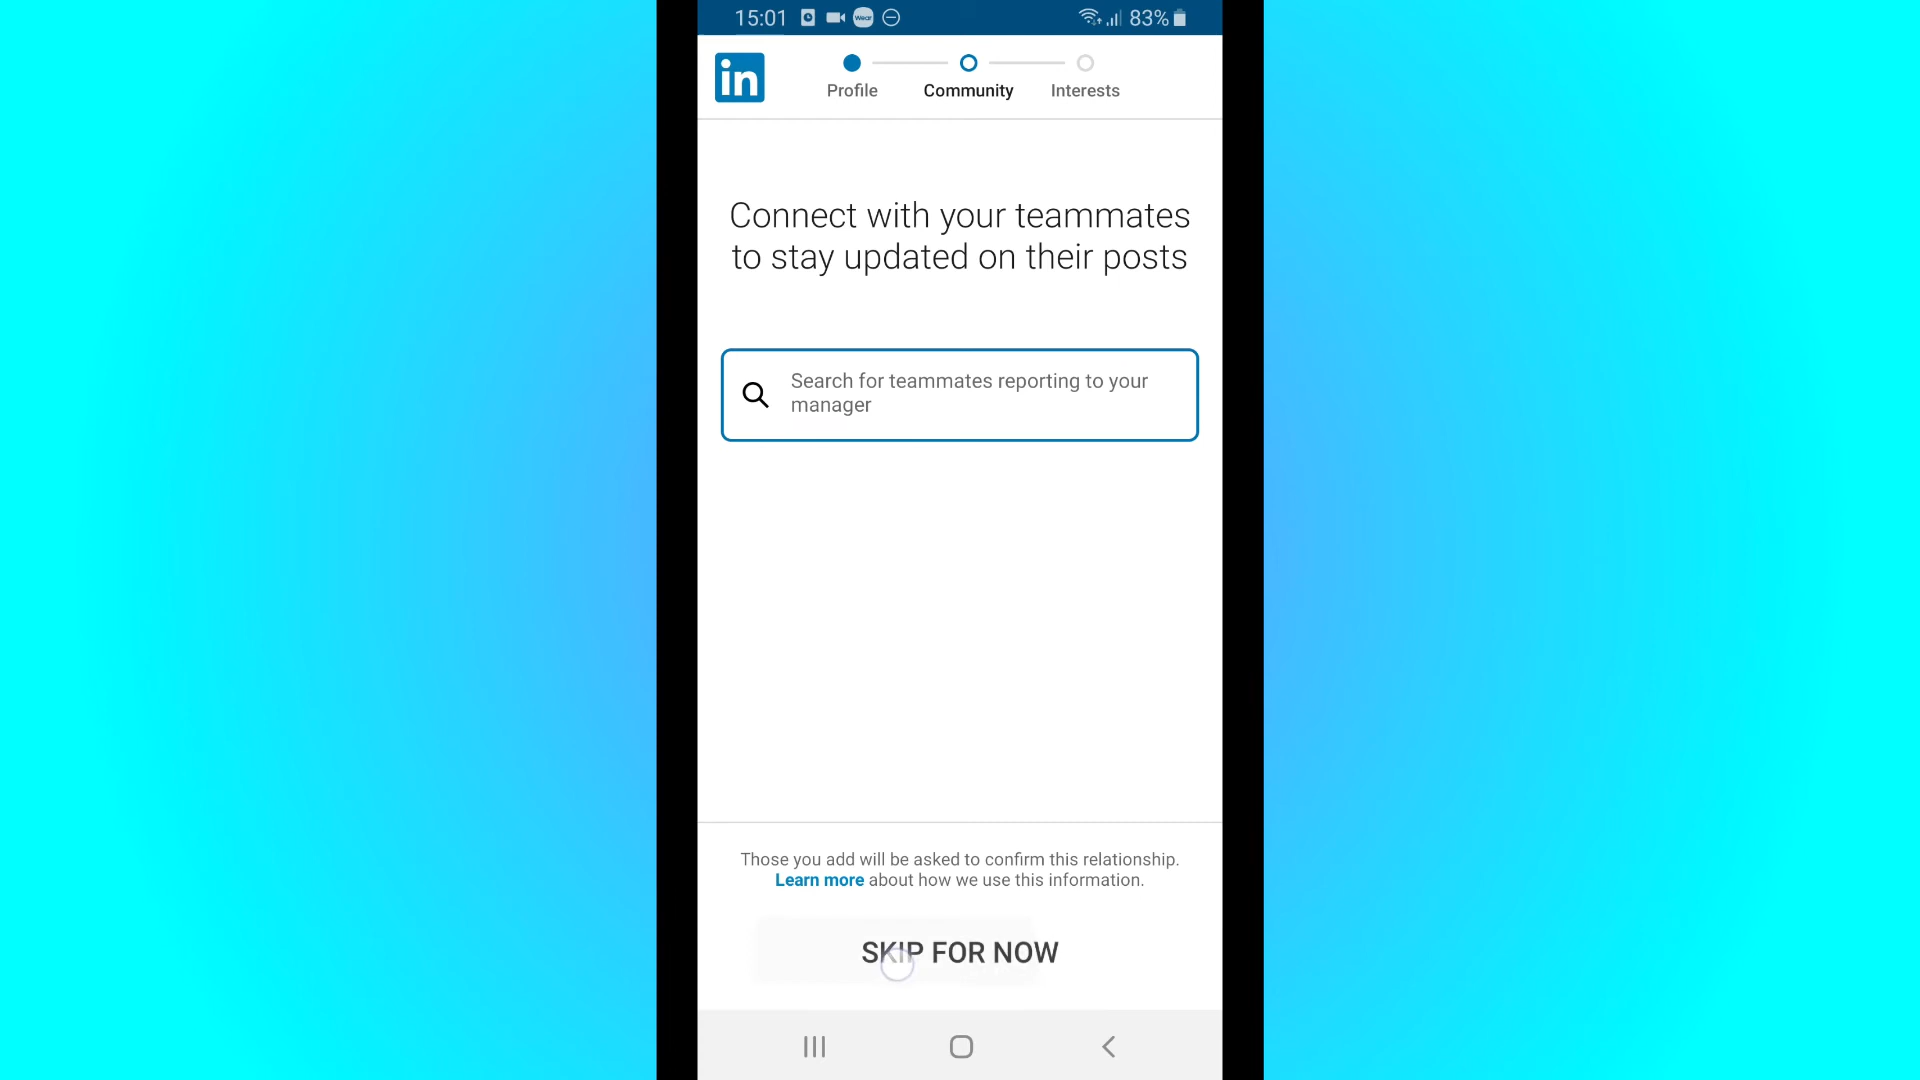 15:01
Wear
83%
in
Profile
Community
Interests
Connect with your teammates
to stay updated on their posts
Search for teammates reporting to your
manager
Those you add will be asked to confirm this relationship.
Learn more about how we use this information.
SKIP FOR NOW